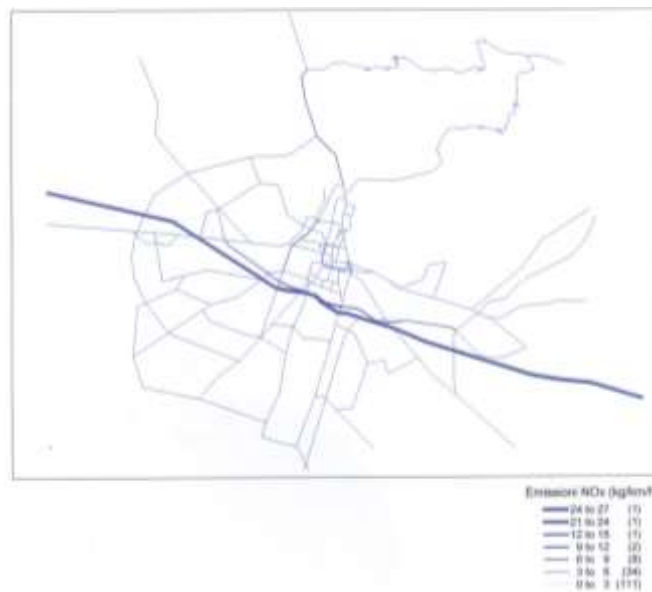 Emissioni NOx (kg/km/h
24 to 27 (1)
21 to 24 (1)
12 to 15 (1)
9 to 12 (2)
6 to 9 (8)
3 to 6 (34)
0 to 3 (111)